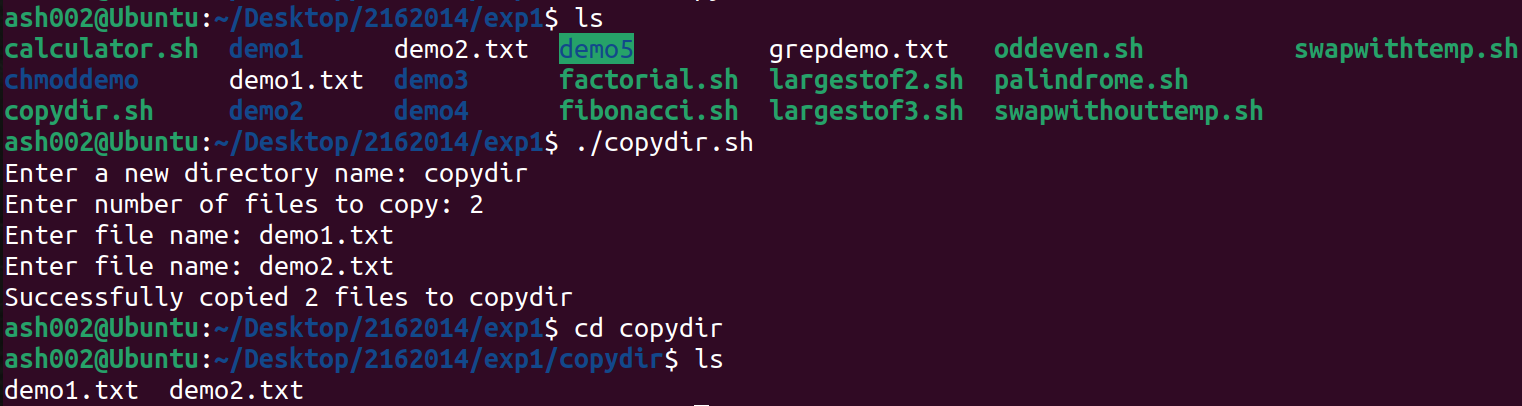 ash002@Ubuntu:~/Desktop/2162014/exp1$ ls
calculator.sh  demo1      demo2.txt  demo5         grepdemo.txt   oddeven.sh          swapwithtemp.sh
chmoddemo      demo1.txt  demo3      factorial.sh  largestof2.sh  palindrome.sh
copydir.sh     demo2      demo4      fibonacci.sh  largestof3.sh  swapwithouttemp.sh
ash002@Ubuntu:~/Desktop/2162014/exp1$ ./copydir.sh
Enter a new directory name: copydir
Enter number of files to copy: 2
Enter file name: demo1.txt
Enter file name: demo2.txt
Successfully copied 2 files to copydir
ash002@Ubuntu:~/Desktop/2162014/exp1$ cd copydir
ash002@Ubuntu:~/Desktop/2162014/exp1/copydir$ ls
demo1.txt  demo2.txt